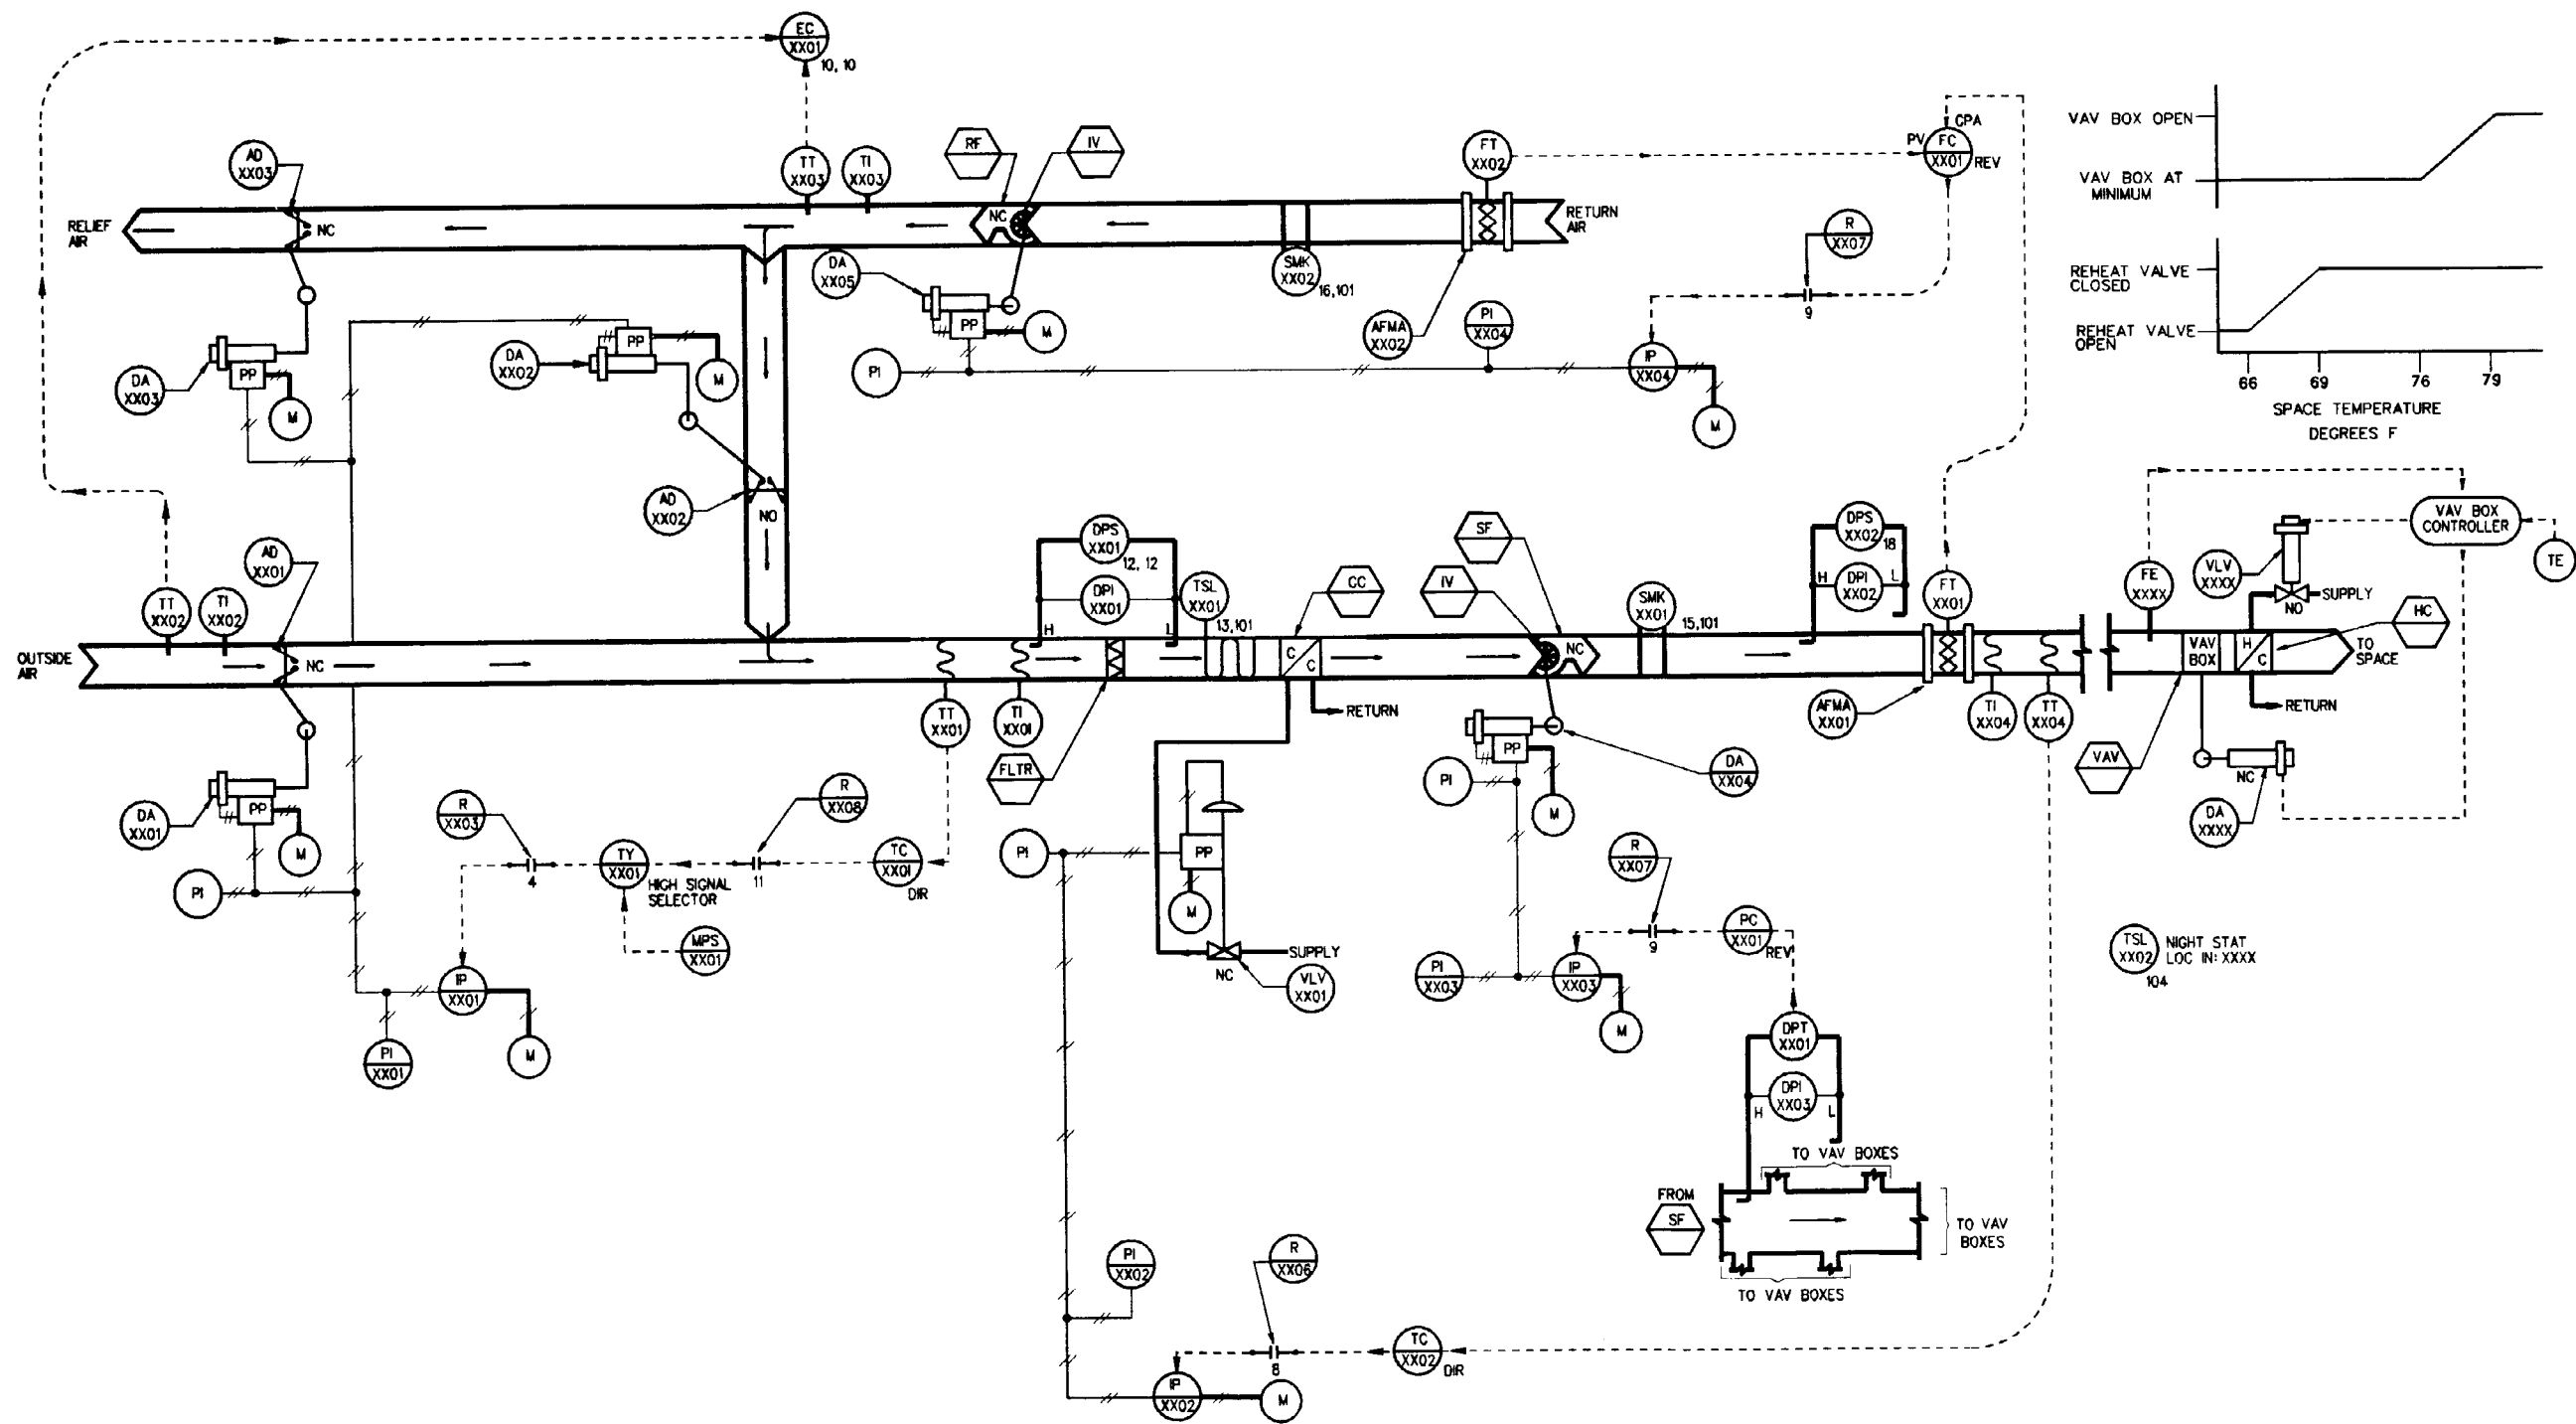 EC
XX01
10, 10
AD
XX03
TT
XX03
TI
XX03
RF
IV
FT
XX02
CPA
PV
FC
XX01
REV
RELIEF
AIR
NC
NC
RETURN
AIR
SMK
XX02
16,101
DA
XX05
PP
M
AFMA
XX02
PI
XX04
R
XX07
9
PI
IP
XX04
M
DA
XX03
PP
M
DA
XX02
PP
M
AD
XX02
NO
VAV BOX OPEN
VAV BOX AT
MINIMUM
REHEAT VALVE
CLOSED
REHEAT VALVE
OPEN
66
69
76
79
SPACE TEMPERATURE
DEGREES F
TT
XX02
TI
XX02
AD
XX01
OUTSIDE
AIR
NC
DPS
XX01
12, 12
DPI
XX01
H
L
TSL
XX01
13,101
CC
C
C
RETURN
IV
SF
NC
SMK
XX01
15,101
DPS
XX02
18
DPI
XX02
H
L
FT
XX01
FE
XXXX
VLV
XXXX
VAV BOX
CONTROLLER
TE
SUPPLY
NO
HC
VAV
BOX
H
C
TO
SPACE
RETURN
AFMA
XX01
TI
XX04
TT
XX04
VAV
NC
DA
XXXX
TT
XX01
TI
XX01
FLTR
DA
XX01
PP
M
PI
R
XX03
4
TY
XX01
HIGH SIGNAL
SELECTOR
R
XX08
11
TC
XX01
DIR
MPS
XX01
IP
XX01
M
PI
XX01
PI
PP
M
NC
SUPPLY
VLV
XX01
PP
DA
XX04
PI
M
R
XX07
9
PC
XX01
REV
PI
XX03
IP
XX03
M
DPT
XX01
DPI
XX03
H
L
TSL
XX02
NIGHT STAT
LOC IN: XXXX
104
TO VAV BOXES
FROM
SF
TO VAV
BOXES
TO VAV BOXES
PI
XX02
R
XX06
8
TC
XX02
DIR
IP
XX02
M